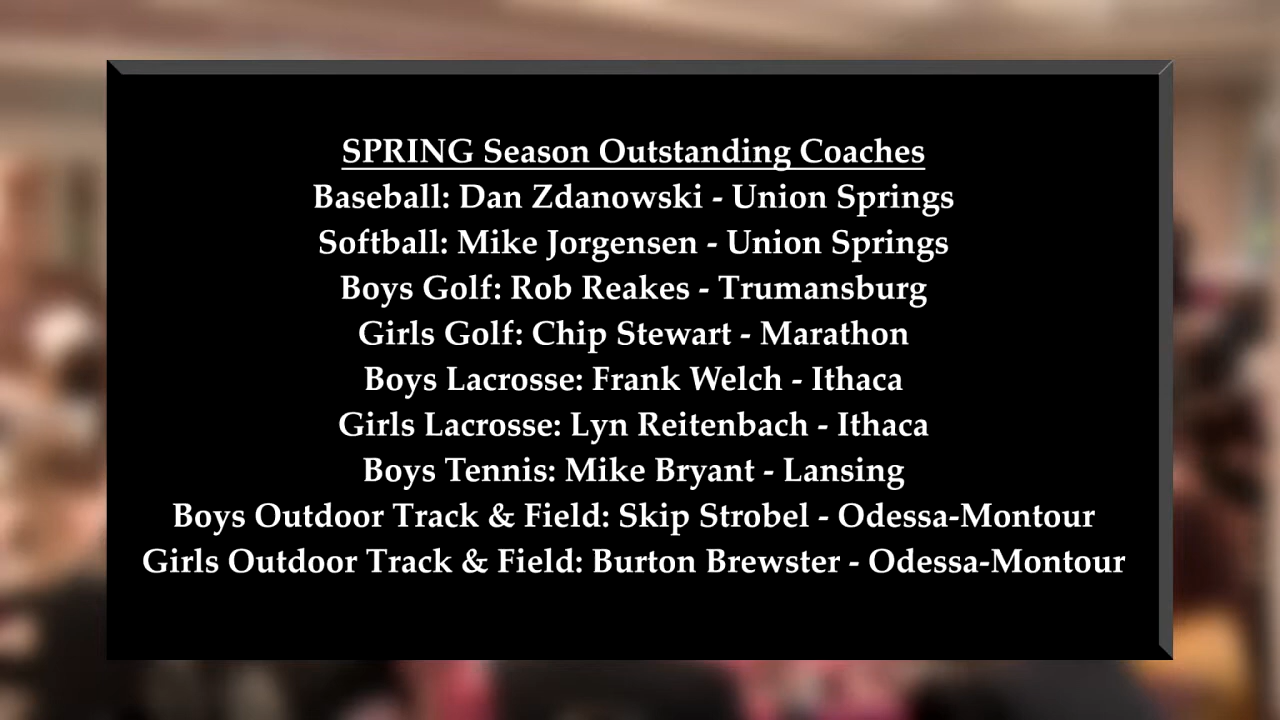 SPRING Season Outstanding Coaches
Baseball: Dan Zdanowski - Union Springs
Softball: Mike Jorgensen - Union Springs
Boys Golf: Rob Reakes - Trumansburg
Girls Golf: Chip Stewart - Marathon
Boys Lacrosse: Frank Welch - Ithaca
Girls Lacrosse: Lyn Reitenbach - Ithaca
Boys Tennis: Mike Bryant - Lansing
Boys Outdoor Track & Field: Skip Strobel - Odessa-Montour
Girls Outdoor Track & Field: Burton Brewster - Odessa-Montour